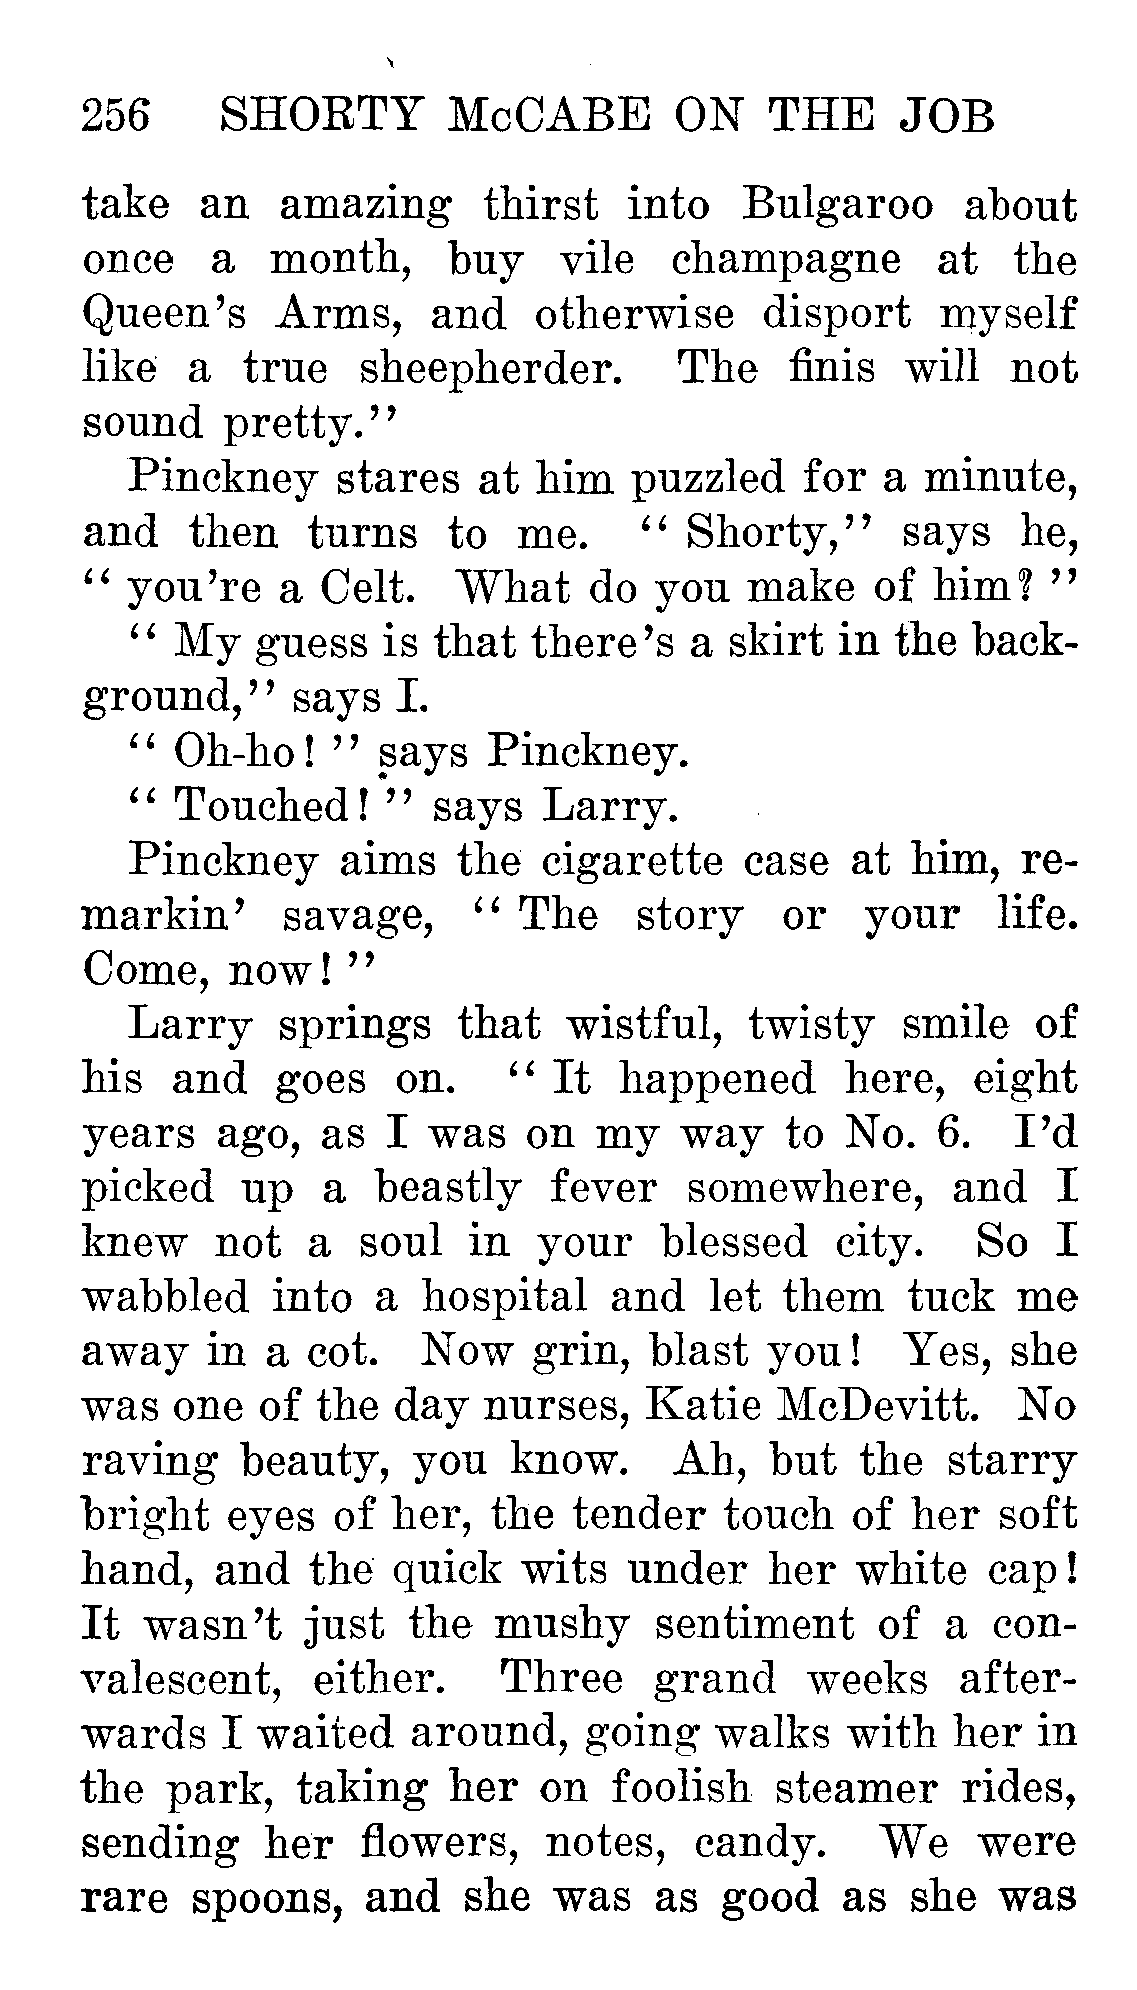 256 SHORTY McCABE ON THE JOB
take an amazing thirst into Bulgaroo about
once a month, buy vile champagne at the
Queen's Arms, and otherwise disport myself
like a true sheepherder. The finis will not
sound pretty."
Pinckney stares at him puzzled for a minute,
and then turns to me. "Shorty," says he,
"you're a Celt. What do you make of him?"
"My guess is that there's a skirt in the back-
ground," says I.
"Oh-ho!" says Pinckney.
"Touched!" says Larry.
Pinckney aims the cigarette case at him, re-
markin' savage, "The story or your life.
Come, now!"
Larry springs that wistful, twisty smile of
his and goes on. "It happened here, eight
years ago, as I was on my way to No. 6. I'd
picked up a beastly fever somewhere, and I
knew not a soul in your blessed city. So I
wabbled into a hospital and let them tuck me
away in a cot. Now grin, blast you! Yes, she
was one of the day nurses, Katie McDevitt. No
raving beauty, you know. Ah, but the starry
bright eyes of her, the tender touch of her soft
hand, and the quick wits under her white cap!
It wasn't just the mushy sentiment of a con-
valescent, either. Three grand weeks after-
wards I waited around, going walks with her in
the park, taking her on foolish steamer rides,
sending her flowers, notes, candy. We were
rare spoons, and she was as good as she was